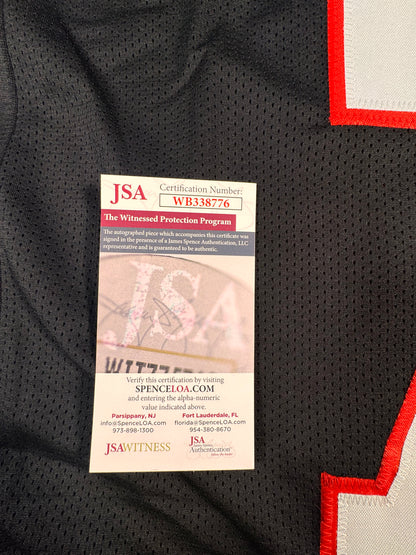 JSA
Certification Number:
WB338776
The Witnessed Protection Program
The autographed piece which accompanies this certificate was
signed in the presence of a James Spence Authentication, LLC
representative and is guaranteed to be authentic.
JSA
Verify this certification by visiting
SPENCELOA.COM
and entering the alpha-numeric
value indicated above.
Parsippany, NJ
info@SpenceLOA.com
973-898-1300
Fort Lauderdale, FL
florida@SpenceLOA.com
954-380-8670
JSAWITNESS
JSA
Authentication